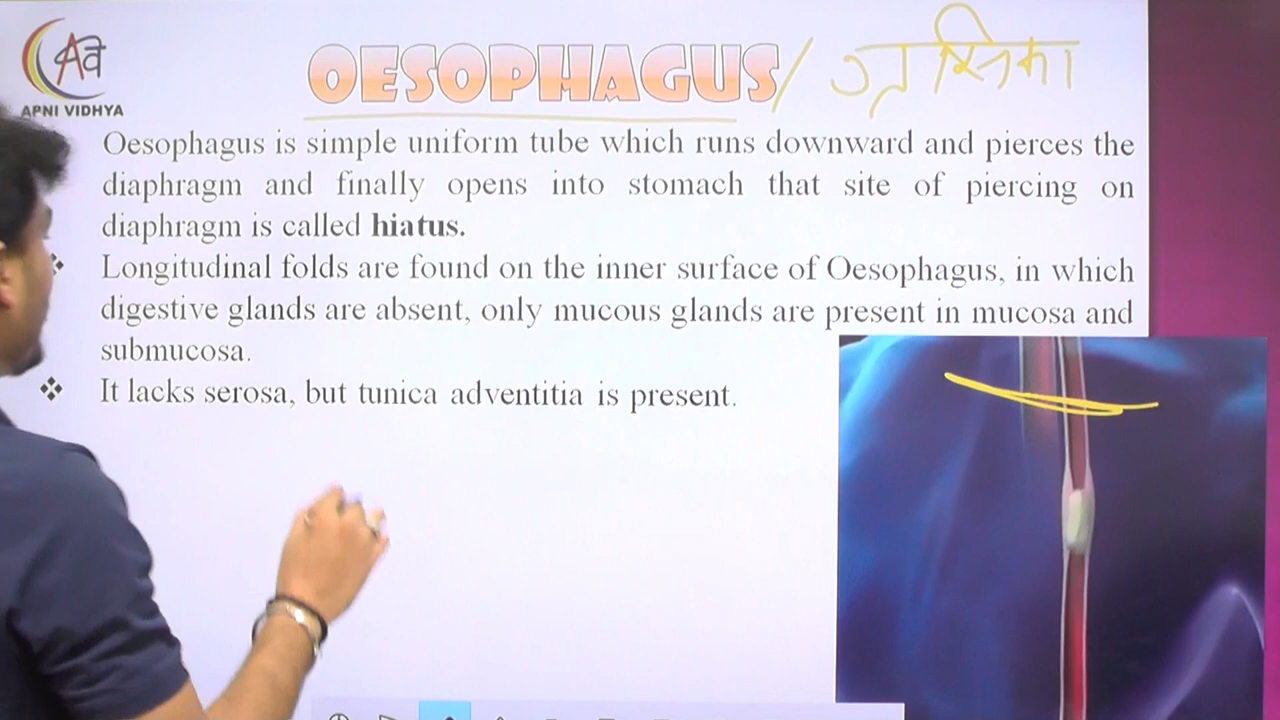 Aवि
APNI VIDHYA
OESOPHAGUS/
Oesophagus is simple uniform tube which runs downward and pierces the
diaphragm and finally opens into stomach that site of piercing on
diaphragm is called hiatus.
Longitudinal folds are found on the inner surface of Oesophagus, in which
digestive glands are absent, only mucous glands are present in mucosa and
submucosa.
It lacks serosa, but tunica adventitia is present.